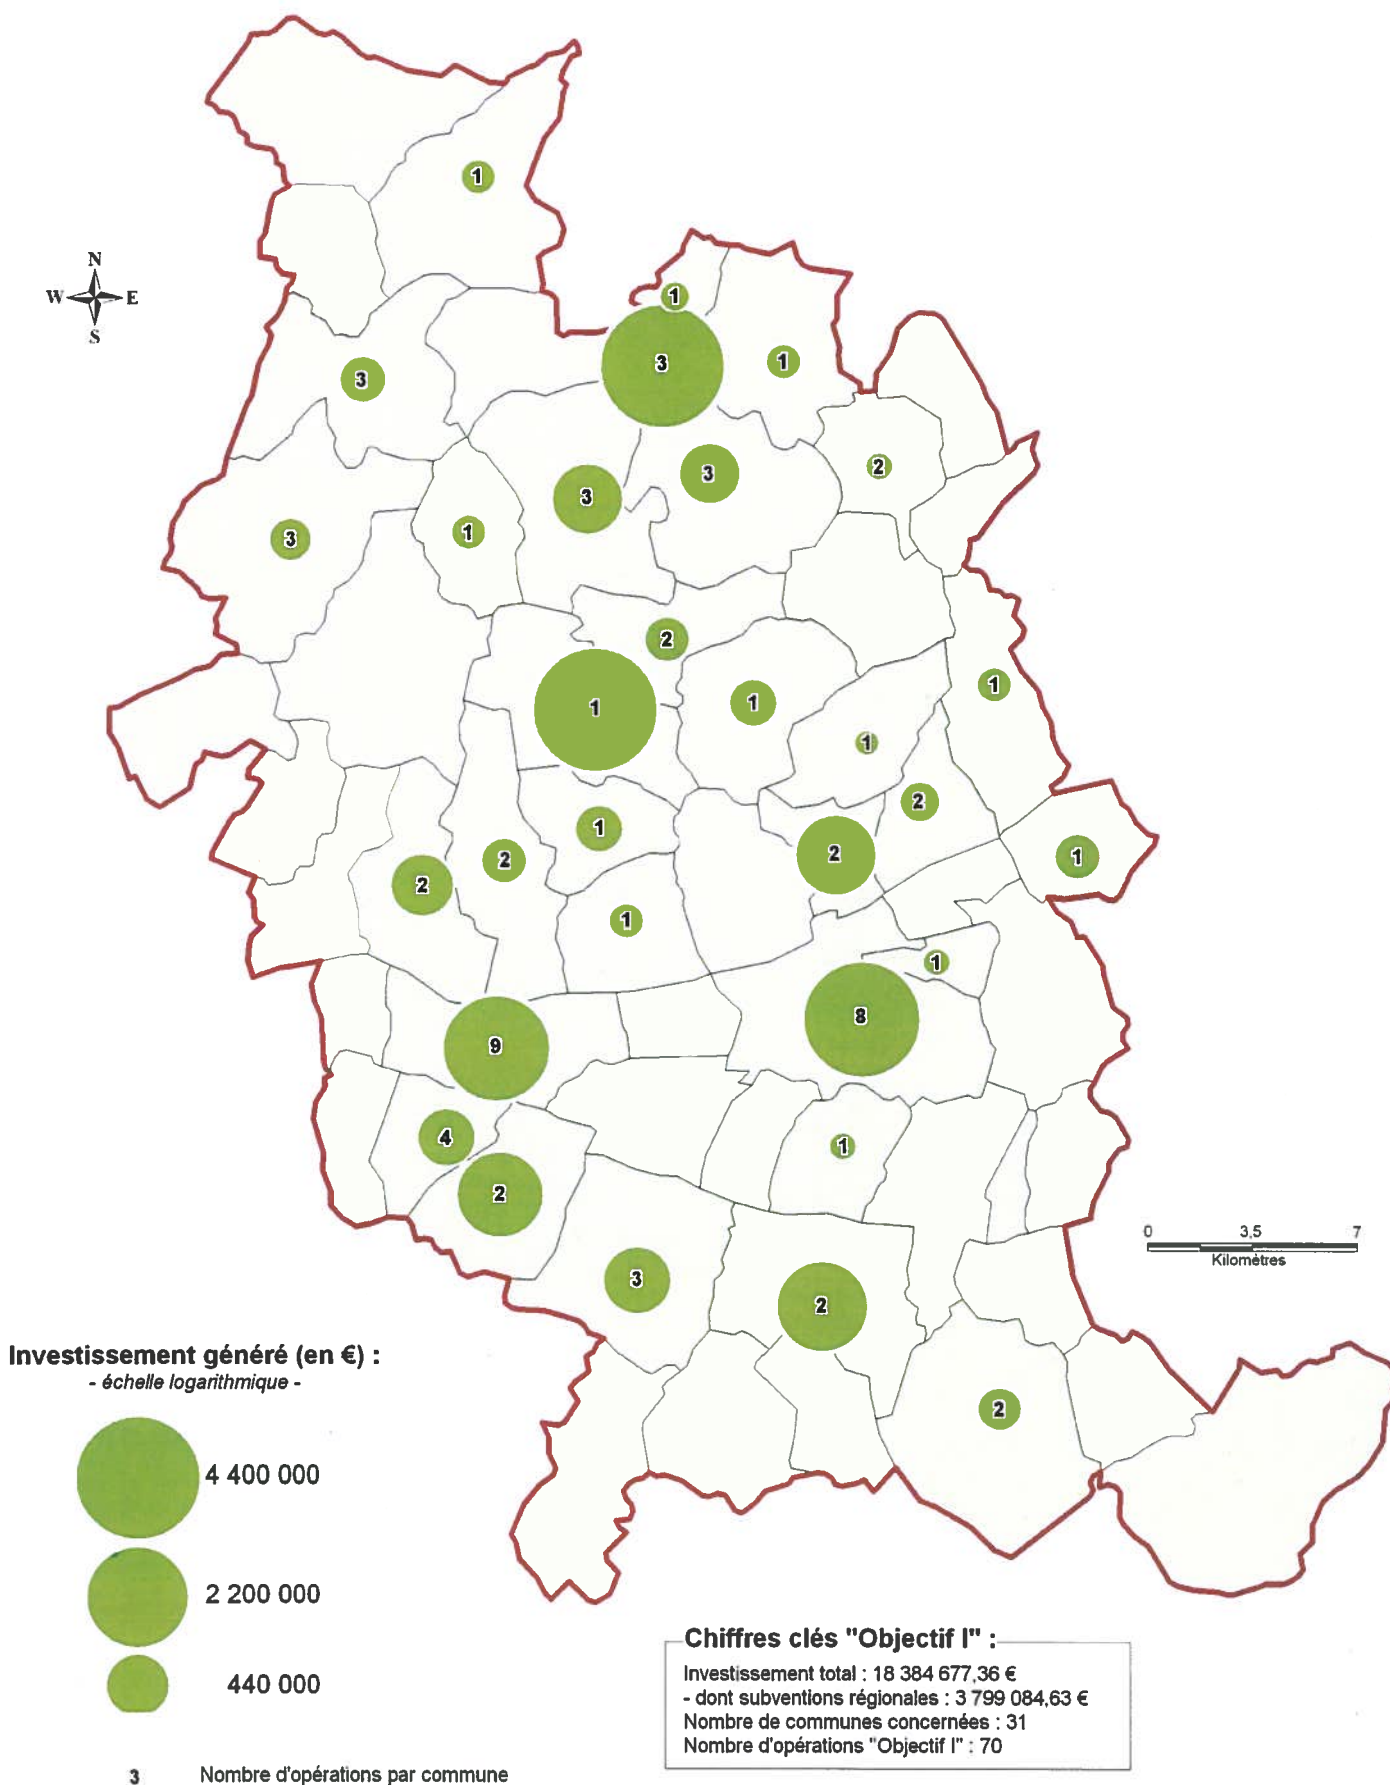 1
N
W E
S
1
3
1
3
3
2
3
3
1
2
1
1
1
1
2
1
2
1
2
2
1
1
8
9
4
1
2
0 3,5 7
Kilomètres
3
2
Investissement généré (en €) :
- échelle logarithmique -
2
4 400 000
2 200 000
440 000
Chiffres clés "Objectif I" :
Investissement total : 18 384 677,36 €
- dont subventions régionales : 3 799 084,63 €
Nombre de communes concernées : 31
Nombre d'opérations "Objectif I" : 70
3 Nombre d'opérations par commune